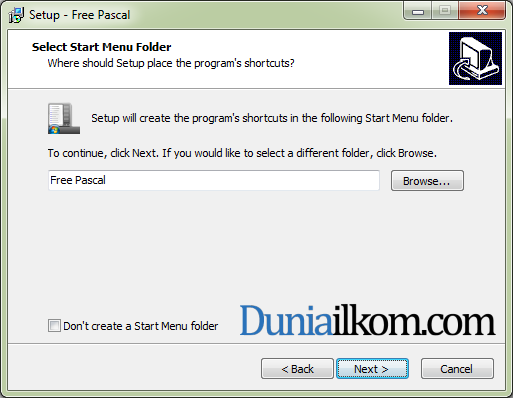 Setup - Free Pascal
Select Start Menu Folder
Where should Setup place the program's shortcuts?
Setup will create the program's shortcuts in the following Start Menu folder.
To continue, click Next. If you would like to select a different folder, click Browse.
Free Pascal
Browse...
Don't create a Start Menu folder
Duniailkom.com
< Back
Next >
Cancel